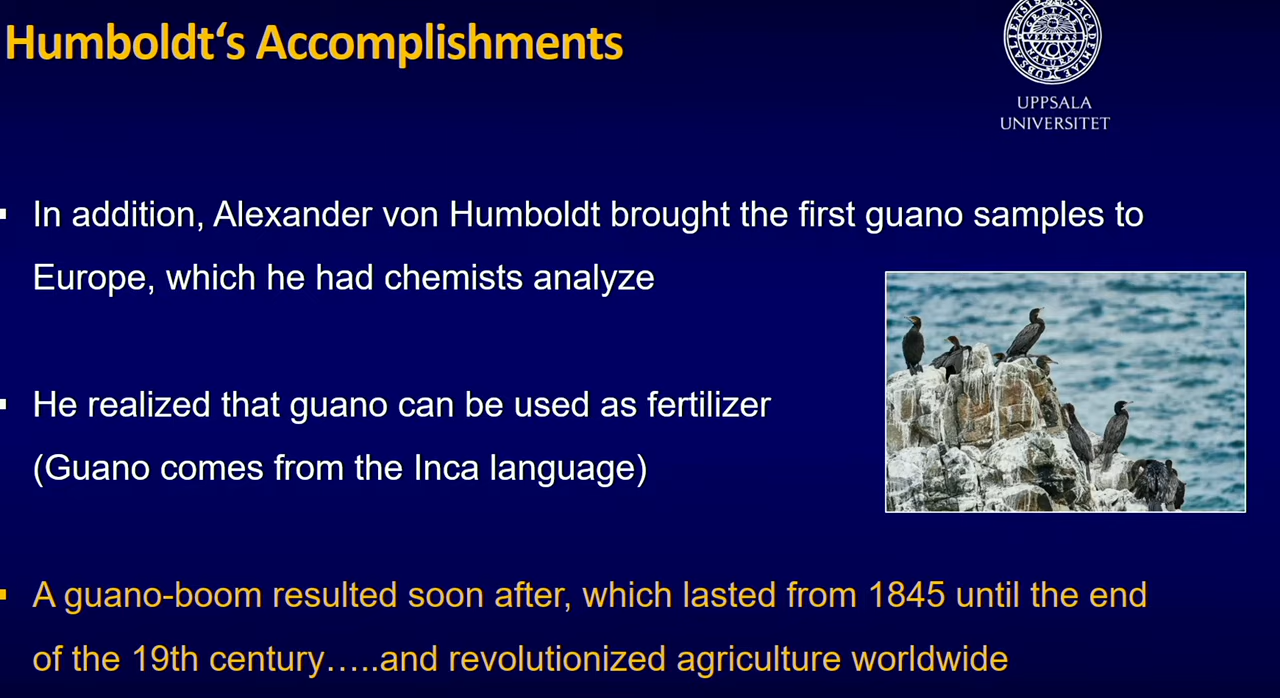 Humboldt‘s Accomplishments
UPPSALA
UNIVERSITET
In addition, Alexander von Humboldt brought the first guano samples to
Europe, which he had chemists analyze
He realized that guano can be used as fertilizer
(Guano comes from the Inca language)
A guano-boom resulted soon after, which lasted from 1845 until the end
of the 19th century…..and revolutionized agriculture worldwide